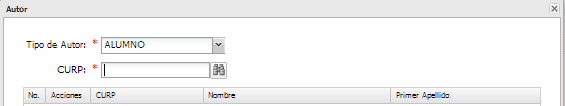 Autor
Tipo de Autor: * ALUMNO
CURP: *
No. Acciones CURP Nombre Primer Apellido